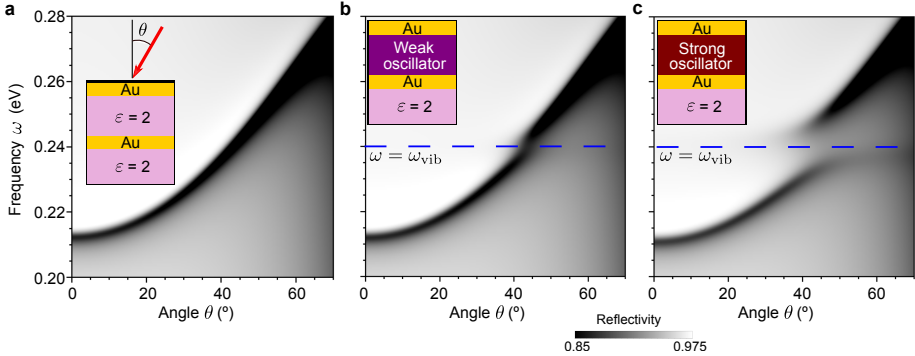 a
b
c
Frequency ω (eV)
0.28
0.26
0.24
0.22
0.20
θ
Au
ε = 2
Au
ε = 2
0
20
40
60
Angle θ (º)
Au
Weak
oscillator
Au
ε = 2
ω = ω_vib
0
20
40
60
Angle θ (º)
Au
Strong
oscillator
Au
ε = 2
ω = ω_vib
0
20
40
60
Angle θ (º)
Reflectivity
0.85
0.975